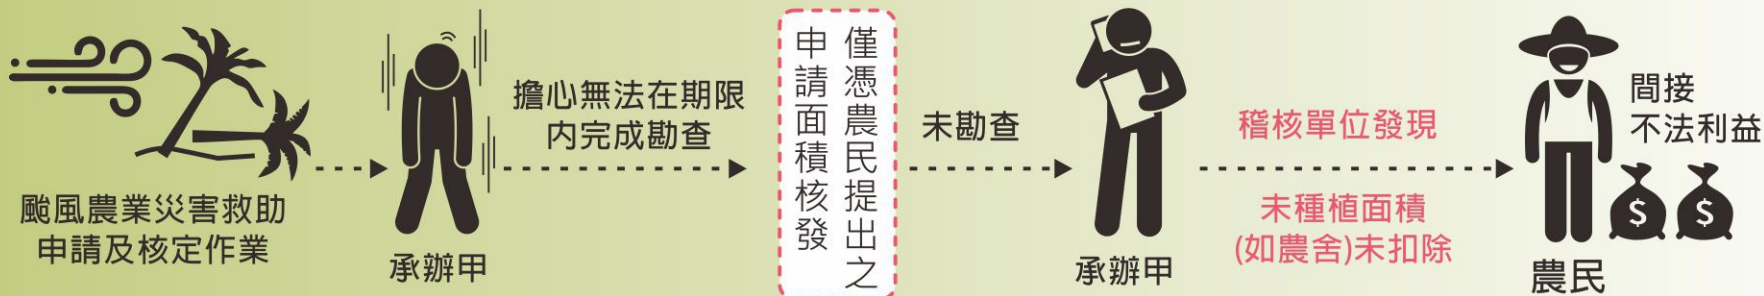 颱風農業災害救助
申請及核定作業
承辦甲
擔心無法在期限
內完成勘查
僅憑農民提出之
申請面積核發
未勘查
承辦甲
稽核單位發現
未種植面積
(如農舍)未扣除
間接
不法利益
$ $
農民